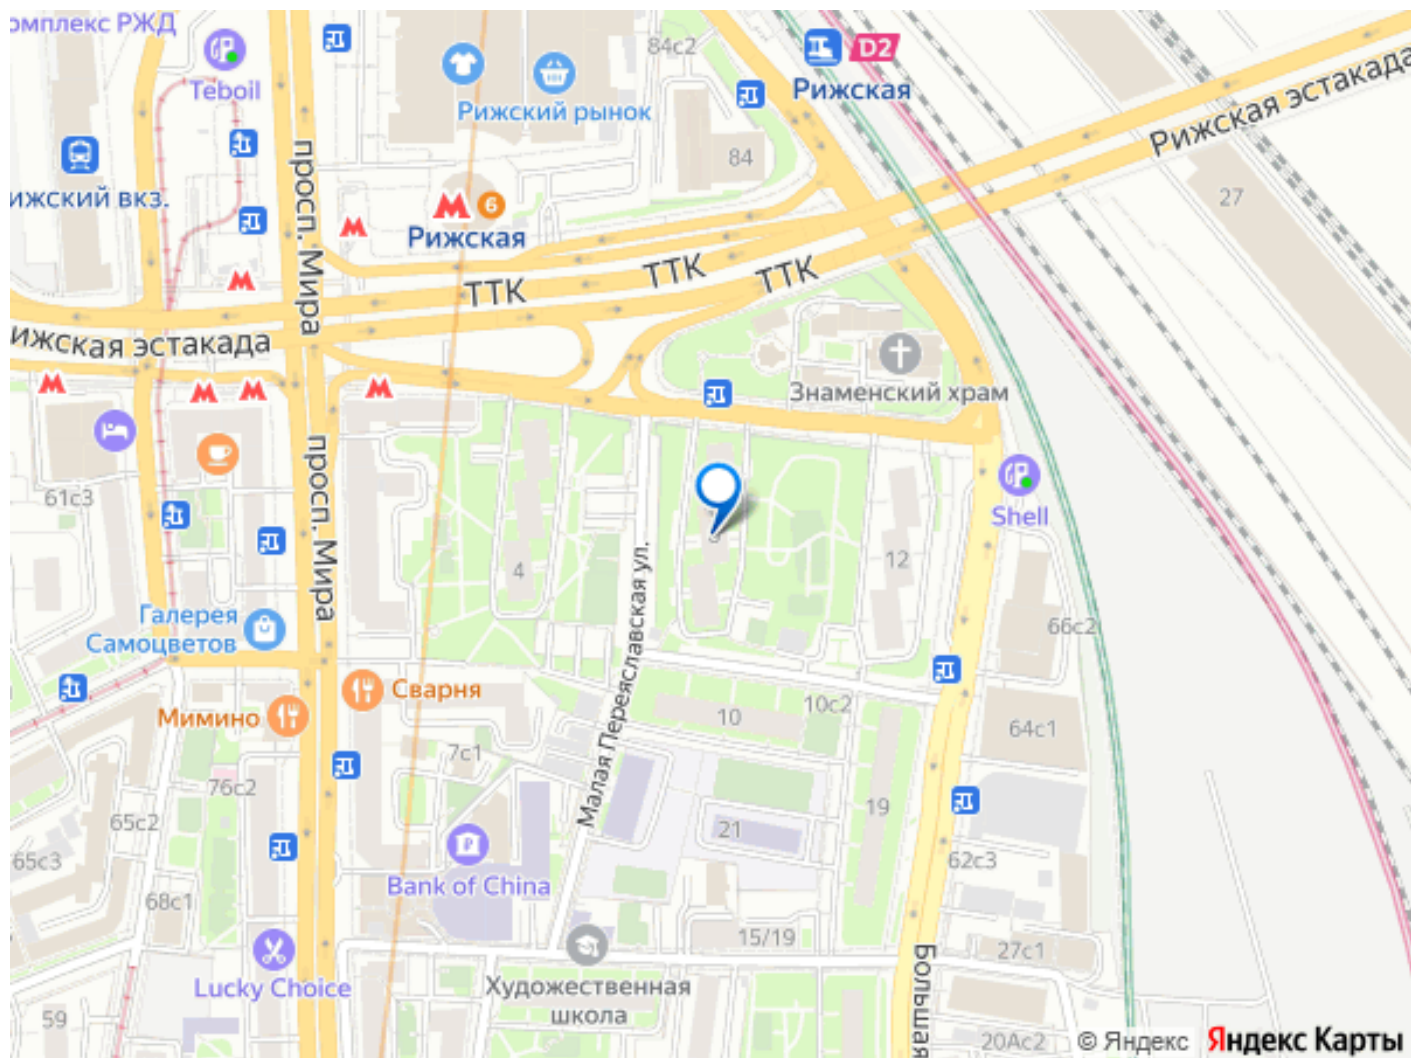 омплекс РЖД
Teboil
84с2
D2
Рижская
Рижский рынок
Рижская эстакада
84
27
ижский вкз.
просп. Мира
6
Рижская
ТТК
ТТК
ТТК
ижская эстакада
Знаменский храм
61с3
просп. Мира
Shell
4
12
Малая Переяславская ул.
Галерея
Самоцветов
66с2
Сварня
Мимино
10
10с2
64с1
7с1
76с2
65с2
19
21
65с3
62с3
Bank of China
68с1
15/19
27с1
Большая
Lucky Choice
Художественная
школа
59
20Ас2
© Яндекс Яндекс Карты